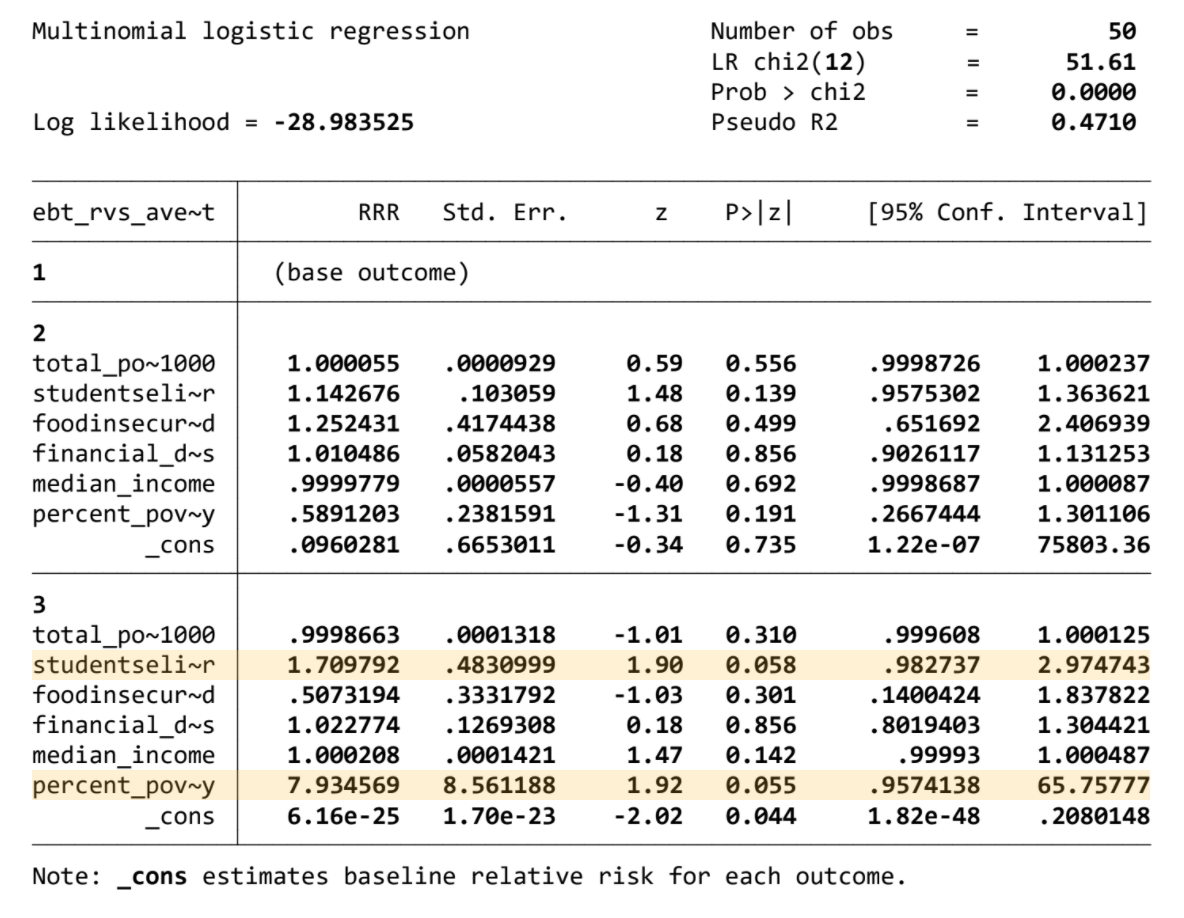 Multinomial logistic regression Number of obs = 50
LR chi2(12) = 51.61
Prob > chi2 = 0.0000
Log likelihood = -28.983525 Pseudo R2 = 0.4710
ebt_rvs_ave~t RRR Std. Err. z P>|z| [95% Conf. Interval]
1 (base outcome)
2
total_po~1000 1.000055 .0000929 0.59 0.556 .9998726 1.000237
studentseli~r 1.142676 .103059 1.48 0.139 .9575302 1.363621
foodinsecur~d 1.252431 .4174438 0.68 0.499 .651692 2.406939
financial_d~s 1.010486 .0582043 0.18 0.856 .9026117 1.131253
median_income .9999779 .0000557 -0.40 0.692 .9998687 1.000087
percent_pov~y .5891203 .2381591 -1.31 0.191 .2667444 1.301106
_cons .0960281 .6653011 -0.34 0.735 1.22e-07 75803.36
3
total_po~1000 .9998663 .0001318 -1.01 0.310 .999608 1.000125
studentseli~r 1.709792 .4830999 1.90 0.058 .982737 2.974743
foodinsecur~d .5073194 .3331792 -1.03 0.301 .1400424 1.837822
financial_d~s 1.022774 .1269308 0.18 0.856 .8019403 1.304421
median_income 1.000208 .0001421 1.47 0.142 .99993 1.000487
percent_pov~y 7.934569 8.561188 1.92 0.055 .9574138 65.75777
_cons 6.16e-25 1.70e-23 -2.02 0.044 1.82e-48 .2080148
Note: _cons estimates baseline relative risk for each outcome.